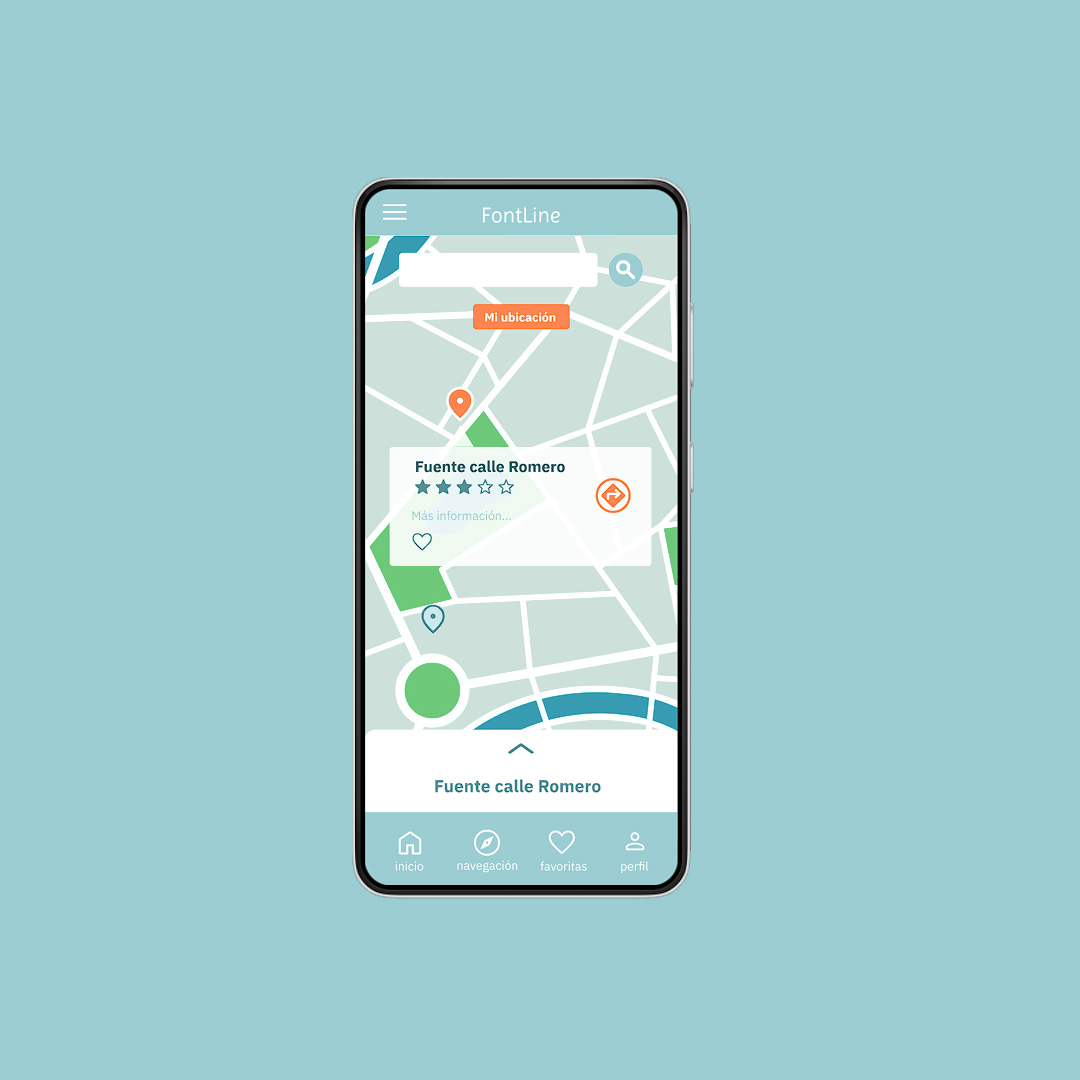 FontLine
Mi ubicación
Fuente calle Romero
Más información...
Fuente calle Romero
inicio navegación favoritas perfil